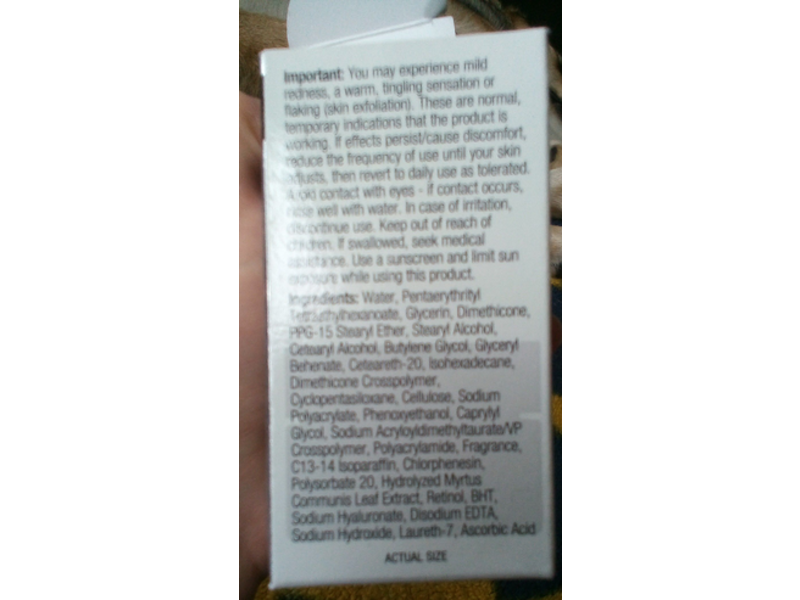 Important: You may experience mild
redness, a warm, tingling sensation or
flaking (skin exfoliation). These are normal,
temporary indications that the product is
working. If effects persist/cause discomfort,
reduce the frequency of use until your skin
adjusts, then revert to daily use as tolerated.
Avoid contact with eyes - if contact occurs,
rinse well with water. In case of irritation,
discontinue use. Keep out of reach of
children. If swallowed, seek medical
assistance. Use a sunscreen and limit sun
exposure while using this product.
Ingredients: Water, Pentaerythrityl
Tetraethylhexanoate, Glycerin, Dimethicone,
PPG-15 Stearyl Ether, Stearyl Alcohol,
Cetearyl Alcohol, Butylene Glycol, Glyceryl
Behenate, Ceteareth-20, Isohexadecane,
Dimethicone Crosspolymer,
Cyclopentasiloxane, Cellulose, Sodium
Polyacrylate, Phenoxyethanol, Caprylyl
Glycol, Sodium Acryloyldimethyltaurate/VP
Crosspolymer, Polyacrylamide, Fragrance,
C13-14 Isoparaffin, Chlorphenesin,
Polysorbate 20, Hydrolyzed Myrtus
Communis Leaf Extract, Retinol, BHT,
Sodium Hyaluronate, Disodium EDTA,
Sodium Hydroxide, Laureth-7, Ascorbic Acid
ACTUAL SIZE